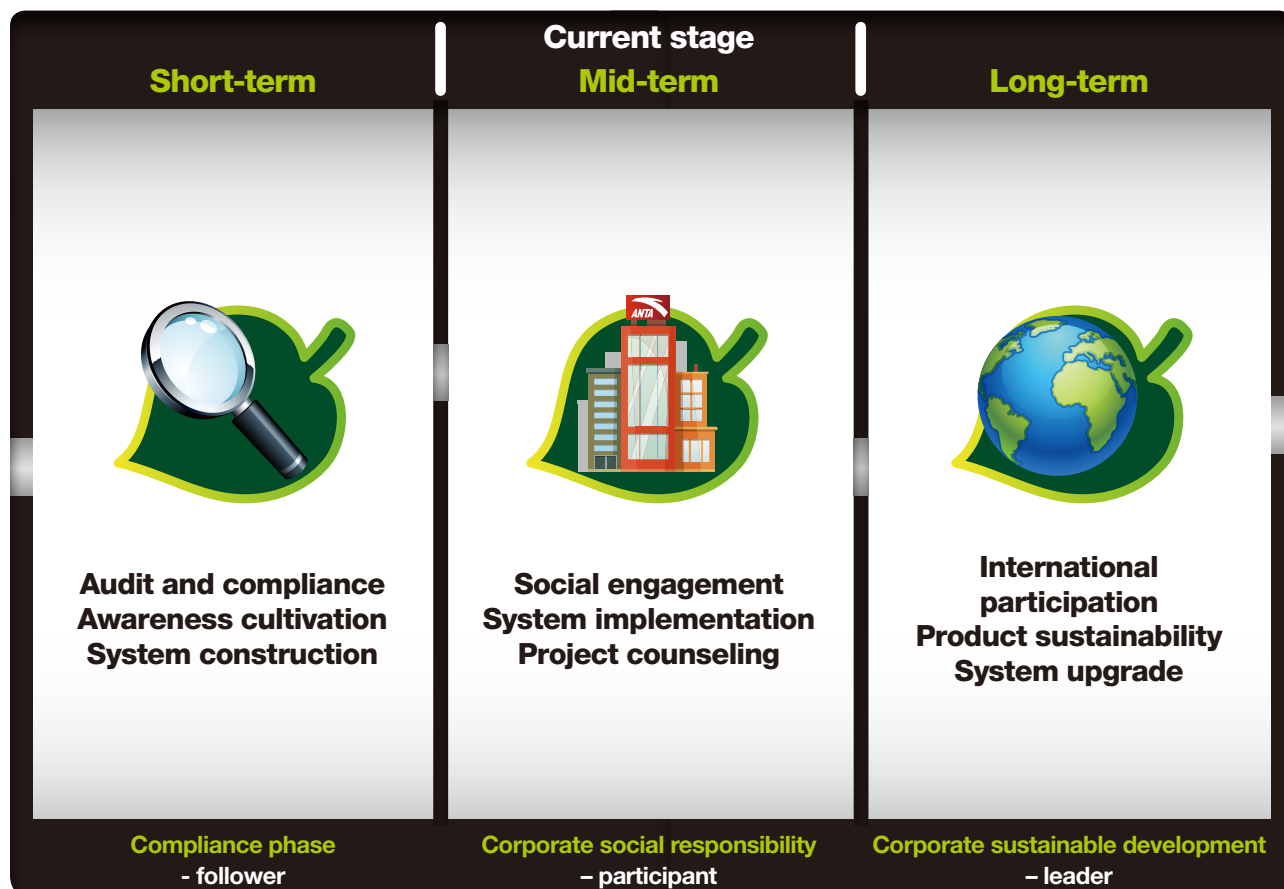 Current stage
Short-term
Mid-term
Long-term
ANTA
Audit and compliance
Awareness cultivation
System construction
Social engagement
System implementation
Project counseling
International
participation
Product sustainability
System upgrade
Compliance phase
- follower
Corporate social responsibility
– participant
Corporate sustainable development
– leader